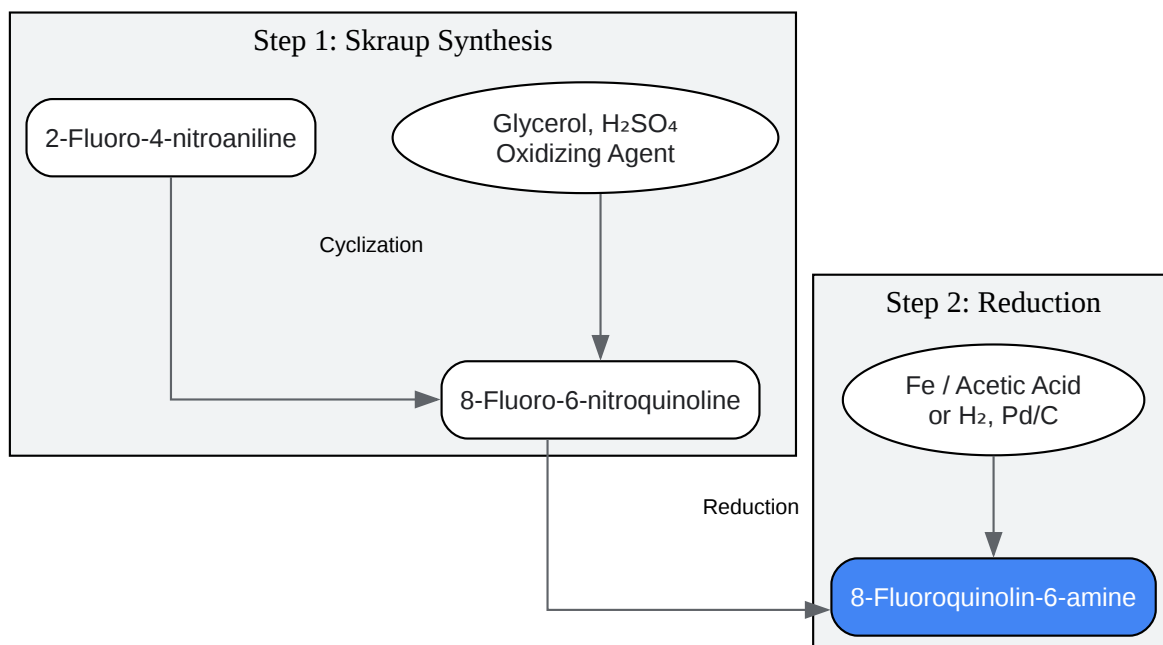 Step 1: Skraup Synthesis
2-Fluoro-4-nitroaniline
Glycerol, H₂SO₄
Oxidizing Agent
Cyclization
8-Fluoro-6-nitroquinoline
Step 2: Reduction
Fe / Acetic Acid
or H₂, Pd/C
Reduction
8-Fluoroquinolin-6-amine